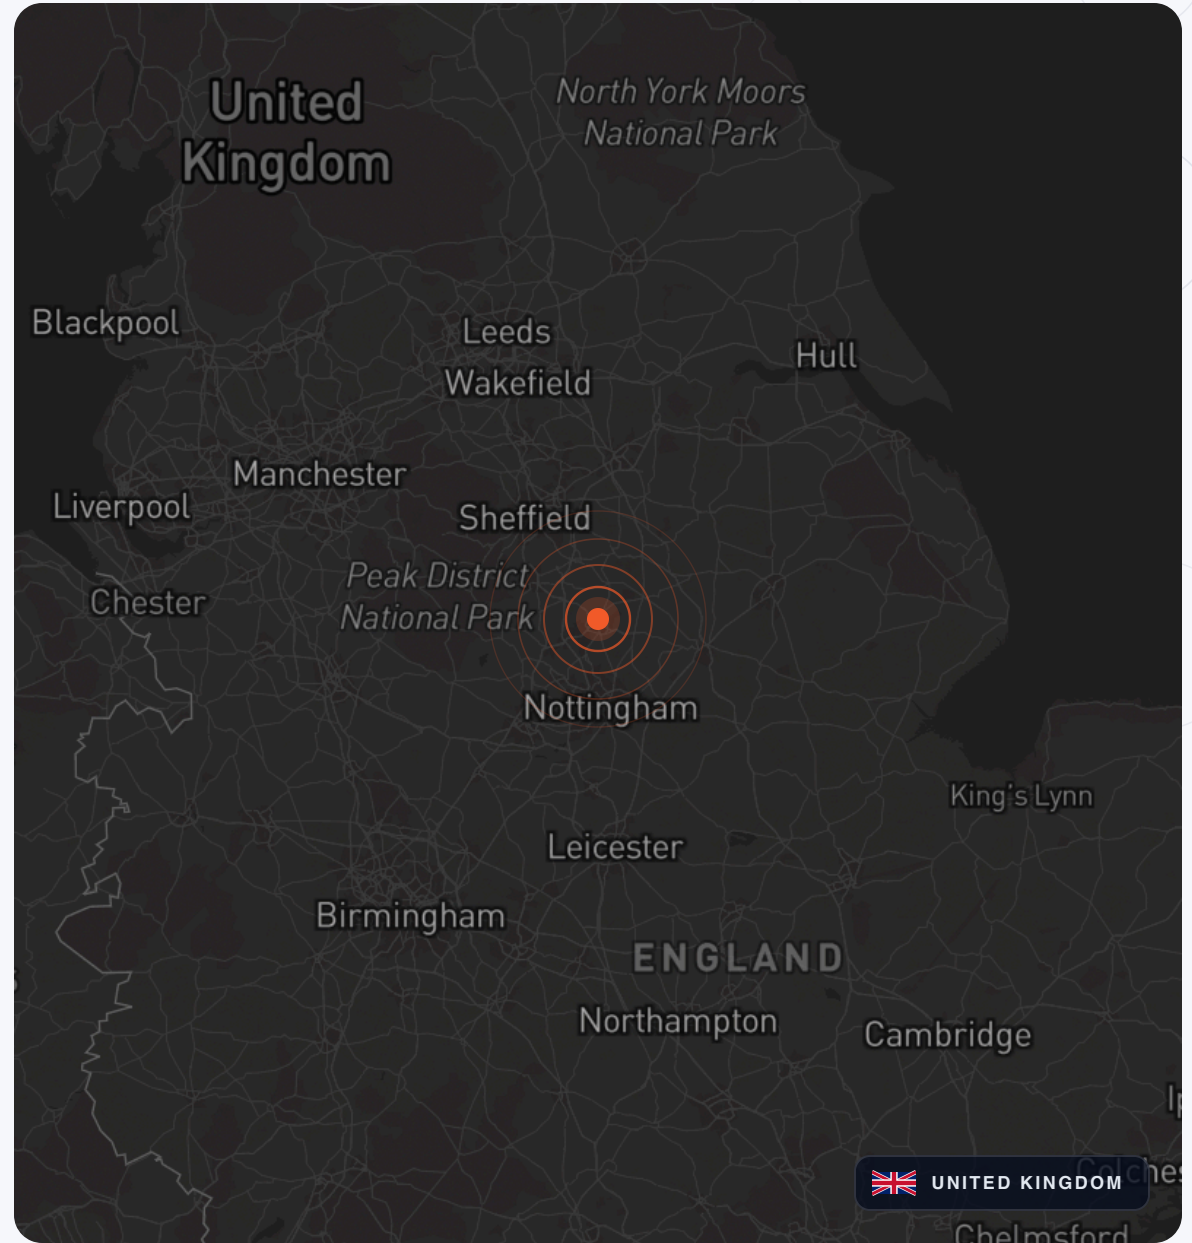 United
Kingdom
North York Moors
National Park
Blackpool
Leeds
Wakefield
Hull
Manchester
Liverpool
Sheffield
Peak District
National Park
Chester
Nottingham
King's Lynn
Leicester
Birmingham
ENGLAND
Northampton
Cambridge
UNITED KINGDOM
Chelmsford